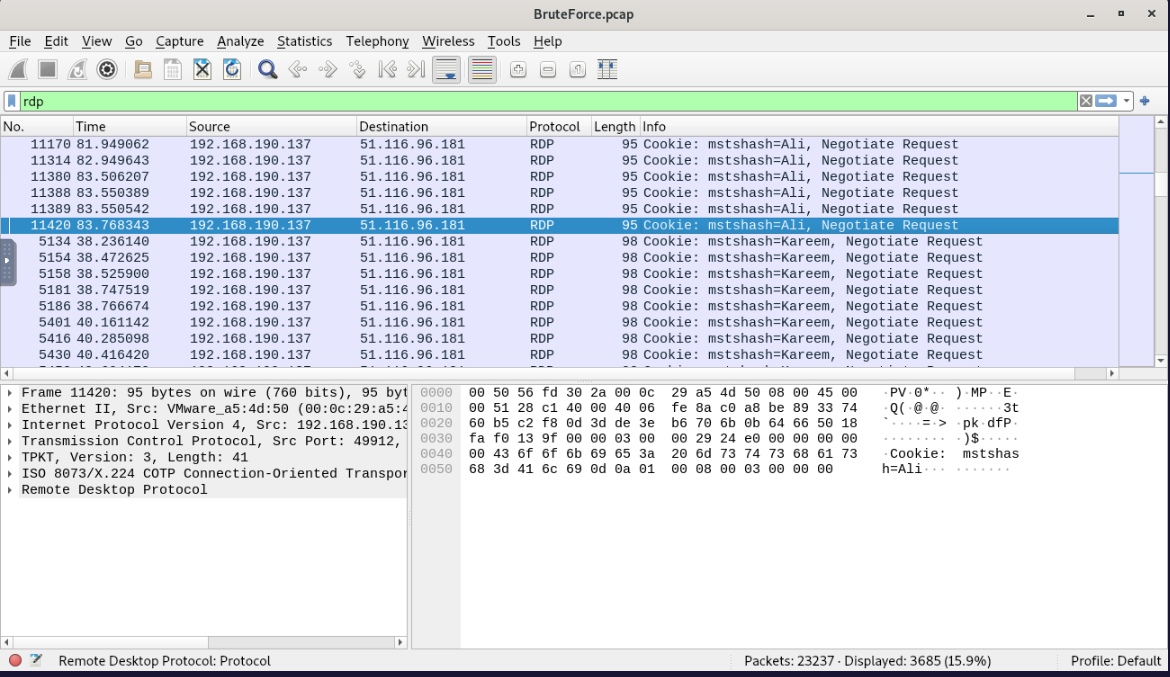 BruteForce.pcap
File Edit View Go Capture Analyze Statistics Telephony Wireless Tools Help
rdp
No. Time Source Destination Protocol Length Info
11170 81.949062 192.168.190.137 51.116.96.181 RDP 95 Cookie: mstshash=Ali, Negotiate Request
11314 82.949643 192.168.190.137 51.116.96.181 RDP 95 Cookie: mstshash=Ali, Negotiate Request
11380 83.506207 192.168.190.137 51.116.96.181 RDP 95 Cookie: mstshash=Ali, Negotiate Request
11388 83.550389 192.168.190.137 51.116.96.181 RDP 95 Cookie: mstshash=Ali, Negotiate Request
11389 83.550542 192.168.190.137 51.116.96.181 RDP 95 Cookie: mstshash=Ali, Negotiate Request
11420 83.768343 192.168.190.137 51.116.96.181 RDP 95 Cookie: mstshash=Ali, Negotiate Request
5134 38.236140 192.168.190.137 51.116.96.181 RDP 98 Cookie: mstshash=Kareem, Negotiate Request
5154 38.472625 192.168.190.137 51.116.96.181 RDP 98 Cookie: mstshash=Kareem, Negotiate Request
5158 38.525900 192.168.190.137 51.116.96.181 RDP 98 Cookie: mstshash=Kareem, Negotiate Request
5181 38.747519 192.168.190.137 51.116.96.181 RDP 98 Cookie: mstshash=Kareem, Negotiate Request
5186 38.766674 192.168.190.137 51.116.96.181 RDP 98 Cookie: mstshash=Kareem, Negotiate Request
5401 40.161142 192.168.190.137 51.116.96.181 RDP 98 Cookie: mstshash=Kareem, Negotiate Request
5416 40.285098 192.168.190.137 51.116.96.181 RDP 98 Cookie: mstshash=Kareem, Negotiate Request
5430 40.416420 192.168.190.137 51.116.96.181 RDP 98 Cookie: mstshash=Kareem, Negotiate Request
Frame 11420: 95 bytes on wire (760 bits), 95 byt
Ethernet II, Src: VMware_a5:4d:50 (00:0c:29:a5:4
Internet Protocol Version 4, Src: 192.168.190.13
Transmission Control Protocol, Src Port: 49912,
TPKT, Version: 3, Length: 41
ISO 8073/X.224 COTP Connection-Oriented Transpor
Remote Desktop Protocol
0000 00 50 56 fd 30 2a 00 0c 29 a5 4d 50 08 00 45 00 ·PV·0*·· )·MP··E·
0010 00 51 28 c1 40 00 40 06 fe 8a c0 a8 be 89 33 74 ·Q(·@·@· ······3t
0020 60 b5 c2 f8 0d 3d de 3e b6 70 6b 0b 64 66 50 18 `····=·> ·pk·dfP·
0030 fa f0 13 9f 00 00 03 00 00 29 24 e0 00 00 00 00 ········ ·)$·····
0040 00 43 6f 6f 6b 69 65 3a 20 6d 73 74 73 68 61 73 ·Cookie: mstshas
0050 68 3d 41 6c 69 0d 0a 01 00 08 00 03 00 00 00 h=Ali··· ·······
Remote Desktop Protocol: Protocol
Packets: 23237 · Displayed: 3685 (15.9%)
Profile: Default